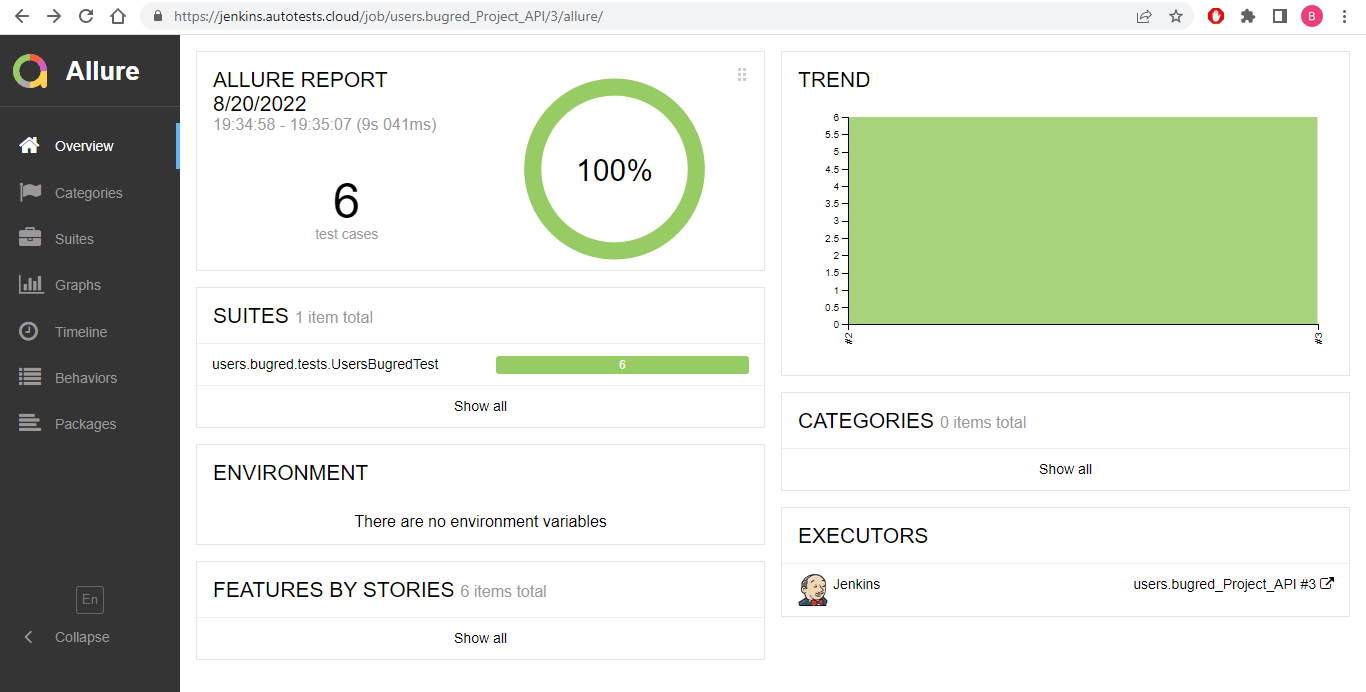 https://jenkins.autotests.cloud/job/users.bugred_Project_API/3/allure/
B
Allure
Overview
Categories
Suites
Graphs
Timeline
Behaviors
Packages
En
Collapse
ALLURE REPORT
8/20/2022
19:34:58 - 19:35:07 (9s 041ms)
6
test cases
100%
SUITES 1 item total
users.bugred.tests.UsersBugredTest 6
Show all
ENVIRONMENT
There are no environment variables
FEATURES BY STORIES 6 items total
Show all
TREND
6
5.5
5
4.5
4
3.5
3
2.5
2
1.5
1
0.5
0
#2
#3
CATEGORIES 0 items total
Show all
EXECUTORS
Jenkins users.bugred_Project_API #3